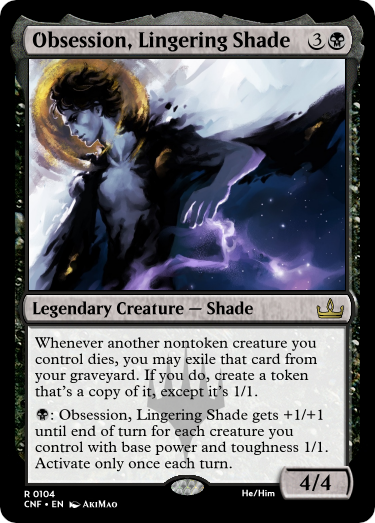 Obsession, Lingering Shade 3
Legendary Creature — Shade
Whenever another nontoken creature you
control dies, you may exile that card from
your graveyard. If you do, create a token
that's a copy of it, except it's 1/1.
: Obsession, Lingering Shade gets +1/+1
until end of turn for each creature you
control with base power and toughness 1/1.
Activate only once each turn.
4/4
R 0104
He/Him
CNF • EN AkiMao